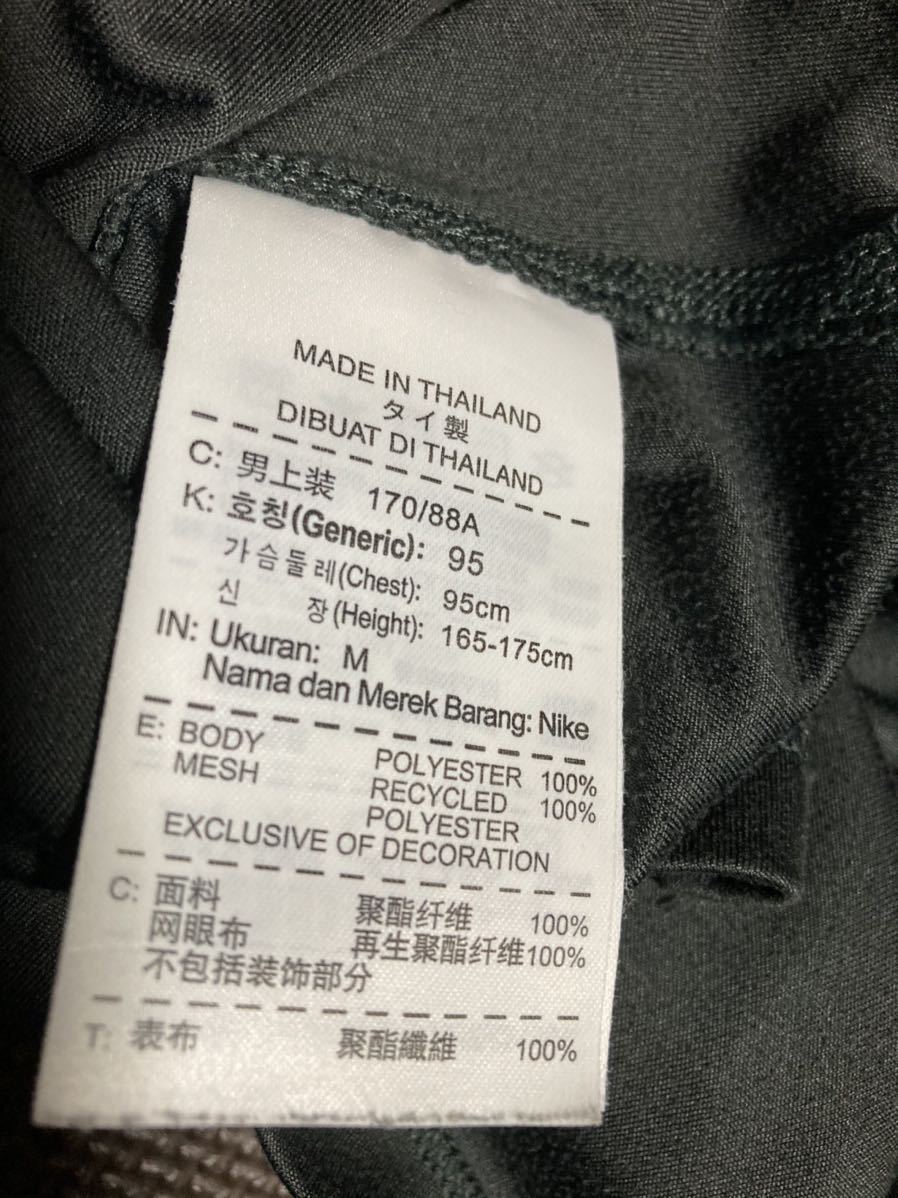 MADE IN THAILAND
タイ製
DIBUAT DI THAILAND
C: 男上装 170/88A
K: 호칭(Generic): 95
가슴둘레(Chest): 95cm
신 장(Height): 165-175cm
IN: Ukuran: M
Nama dan Merek Barang: Nike
E: BODY POLYESTER 100%
MESH RECYCLED 100%
POLYESTER
EXCLUSIVE OF DECORATION
C: 面料 聚酯纤维 100%
网眼布 再生聚酯纤维100%
不包括装饰部分
T: 表布 聚酯纖維 100%